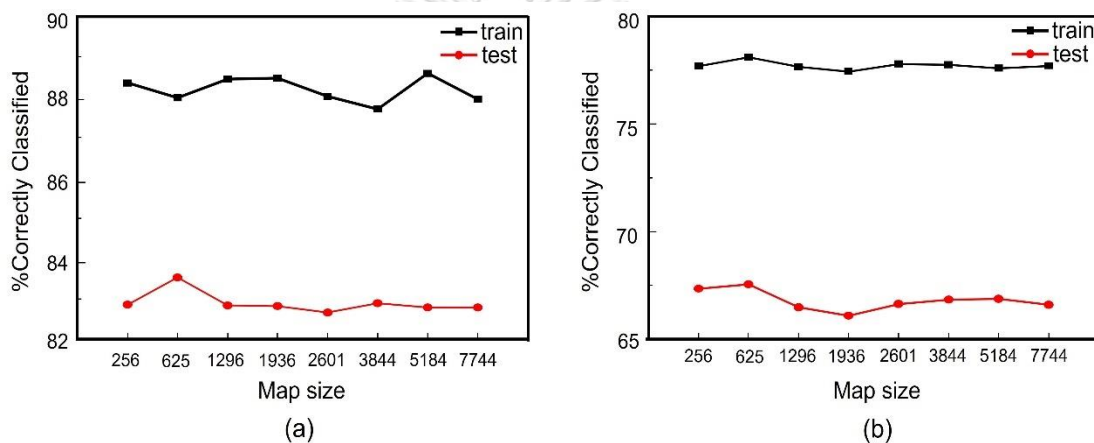 90
88
86
84
82
%Correctly Classified
train
test
256 625 1296 1936 2601 3844 5184 7744
Map size
(a)
80
75
70
65
%Correctly Classified
train
test
256 625 1296 1936 2601 3844 5184 7744
Map size
(b)